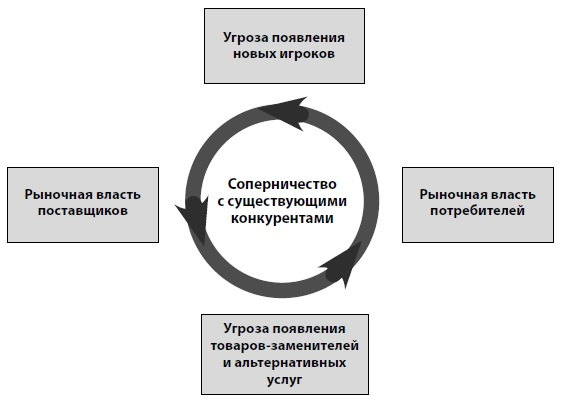 Угроза появления
новых игроков
Рыночная власть
поставщиков
Соперничество
с существующими
конкурентами
Рыночная власть
потребителей
Угроза появления
товаров-заменителей
и альтернативных
услуг